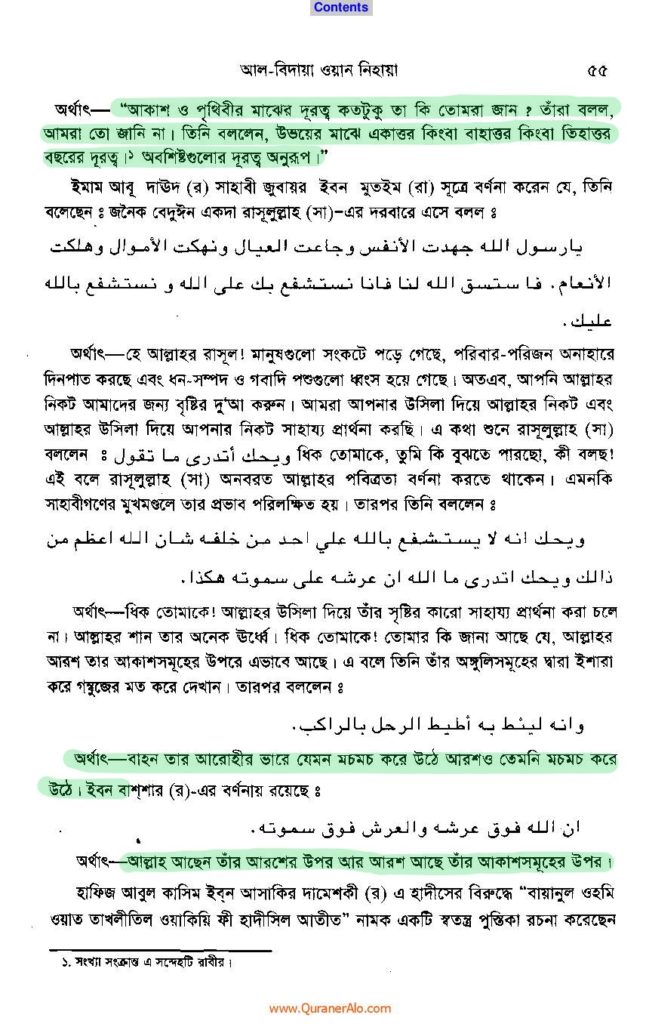 Contents
আল-বিদায়া ওয়ান নিহায়া ৫৫
অর্থাৎ— “আকাশ ও পৃথিবীর মাঝের দূরত্ব কতটুকু তা কি তোমরা জান ? তাঁরা বলল,
আমরা তো জানি না। তিনি বললেন, উভয়ের মাঝে একাত্তর কিংবা বাহাত্তর কিংবা তিহাত্তর
বছরের দূরত্ব।১ অবশিষ্টগুলোর দূরত্ব অনুরূপ।”
ইমাম আবূ দাঊদ (র) সাহাবী জুবায়র ইবন মুতইম (রা) সূত্রে বর্ণনা করেন যে, তিনি
বলেছেন ঃ জনৈক বেদুঈন একদা রাসূলুল্লাহ (সা)-এর দরবারে এসে বলল ঃ
يارسول الله جهدت الأنفس وجاعت العيال ونهكت الأموال وهلكت
الأنعام. فا ستسق الله لنا فانا نستشفع بك على الله و نستشفع بالله
عليك.
অর্থাৎ—হে আল্লাহর রাসূল! মানুষগুলো সংকটে পড়ে গেছে, পরিবার-পরিজন অনাহারে
দিনপাত করছে এবং ধন-সম্পদ ও গবাদি পশুগুলো ধ্বংস হয়ে গেছে। অতএব, আপনি আল্লাহর
নিকট আমাদের জন্য বৃষ্টির দু‘আ করুন। আমরা আপনার উসিলা দিয়ে আল্লাহর নিকট এবং
আল্লাহর উসিলা দিয়ে আপনার নিকট সাহায্য প্রার্থনা করছি। এ কথা শুনে রাসূলুল্লাহ (সা)
বললেন ঃ ويحك أتدرى ما تقول ধিক তোমাকে, তুমি কি বুঝতে পারছো, কী বলছ!
এই বলে রাসূলুল্লাহ (সা) অনবরত আল্লাহর পবিত্রতা বর্ণনা করতে থাকেন। এমনকি
সাহাবীগণের মুখমণ্ডলে তার প্রভাব পরিলক্ষিত হয়। তারপর তিনি বললেন ঃ
ويحك انه لا يستشفع بالله علي احد من خلقه شان الله اعظم من
ذالك ويحك اتدرى ما الله ان عرشه على سموته هكذا.
অর্থাৎ—ধিক তোমাকে! আল্লাহর উসিলা দিয়ে তাঁর সৃষ্টির কারো সাহায্য প্রার্থনা করা চলে
না। আল্লাহর শান তার অনেক ঊর্ধ্বে। ধিক তোমাকে! তোমার কি জানা আছে যে, আল্লাহর
আরশ তার আকাশসমূহের উপরে এভাবে আছে। এ বলে তিনি তাঁর অঙ্গুলিসমূহের দ্বারা ইশারা
করে গম্বুজের মত করে দেখান। তারপর বললেন ঃ
وانه ليئط به أطيط الرحل بالراكب.
অর্থাৎ—বাহন তার আরোহীর ভারে যেমন মচমচ করে উঠে আরশও তেমনি মচমচ করে
উঠে। ইবন বাশ্শার (র)-এর বর্ণনায় রয়েছে ঃ
ان الله فوق عرشه والعرش فوق سموته.
অর্থাৎ—আল্লাহ আছেন তাঁর আরশের উপর আর আরশ আছে তাঁর আকাশসমূহের উপর।
হাফিজ আবুল কাসিম ইবন আসাকির দামেশকী (র) এ হাদীসের বিরুদ্ধে “বায়ানুল ওহমি
ওয়াত তাখলীতিল ওয়াকিয়ি ফী হাদীসিল আতীত” নামক একটি স্বতন্ত্র পুস্তিকা রচনা করেছেন
১. সংখ্যা সংক্রান্ত এ সন্দেহটি রাবীর।
www.QuranerAlo.com